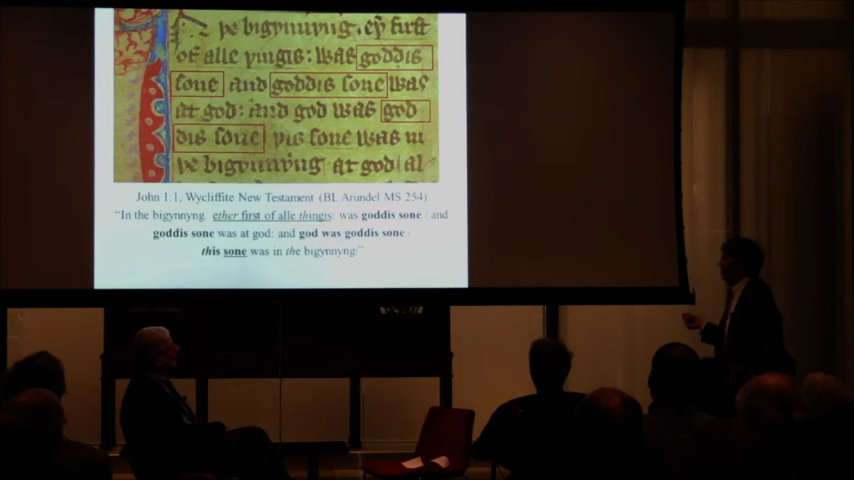 þe bigynnyng . eþ first
of alle þingis : was goddis
sone and goddis sone was
at god : and god was god
dis sone þis sone was in
þe bigynnyng at god al
John 1:1, Wycliffite New Testament (BL Arundel MS 254)
“In the bigynnyng. ether first of alle thingis: was goddis sone / and
goddis sone was at god: and god was goddis sone /
this sone was in the bigynnyng/”